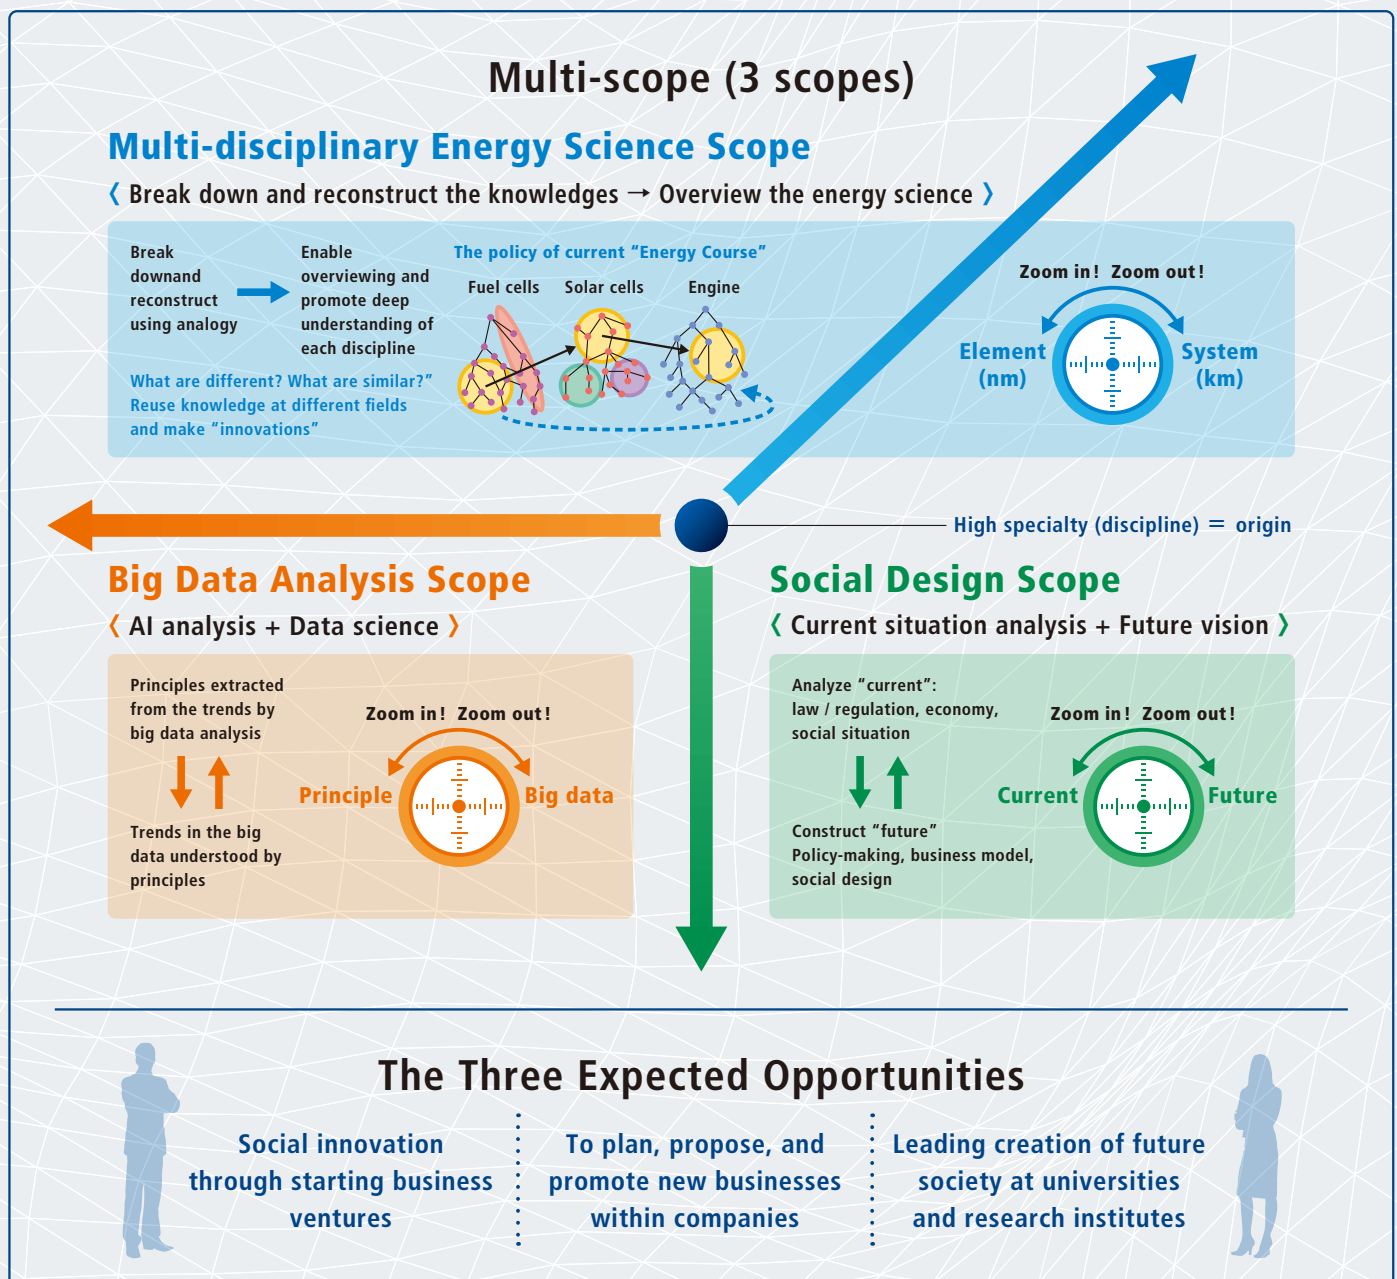 Multi-scope (3 scopes)
Multi-disciplinary Energy Science Scope
〈 Break down and reconstruct the knowledges → Overview the energy science 〉
Break
downand
reconstruct
using analogy
Enable
overviewing and
promote deep
understanding of
each discipline
What are different? What are similar?”
Reuse knowledge at different fields
and make “innovations”
The policy of current “Energy Course”
Fuel cells
Solar cells
Engine
Zoom in! Zoom out!
Element
(nm)
System
(km)
High specialty (discipline) = origin
Big Data Analysis Scope
〈 AI analysis + Data science 〉
Principles extracted
from the trends by
big data analysis
Trends in the big
data understood by
principles
Zoom in! Zoom out!
Principle
Big data
Social Design Scope
〈 Current situation analysis + Future vision 〉
Analyze “current”:
law / regulation, economy,
social situation
Construct “future”
Policy-making, business model,
social design
Zoom in! Zoom out!
Current
Future
The Three Expected Opportunities
Social innovation
through starting business
ventures
To plan, propose, and
promote new businesses
within companies
Leading creation of future
society at universities
and research institutes